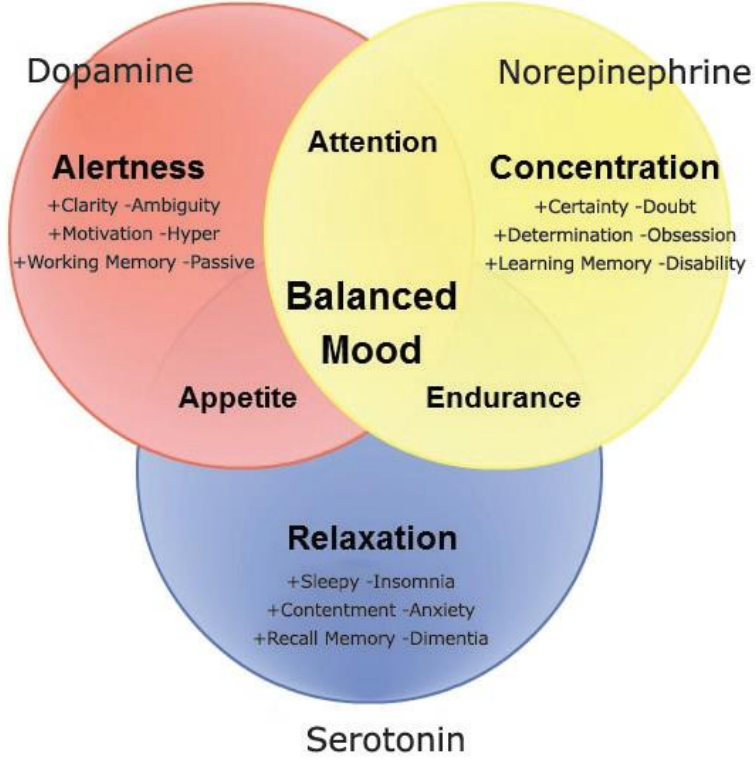 Dopamine
Norepinephrine
Attention
Alertness
+Clarity -Ambiguity
+Motivation -Hyper
+Working Memory -Passive
Concentration
+Certainty -Doubt
+Determination -Obsession
+Learning Memory -Disability
Balanced
Mood
Appetite
Endurance
Relaxation
+Sleepy -Insomnia
+Contentment -Anxiety
+Recall Memory -Dimentia
Serotonin